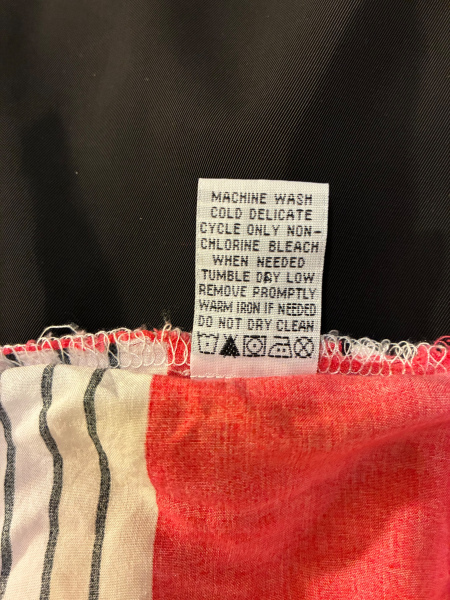 MACHINE WASH
COLD DELICATE
CYCLE ONLY NON-
CHLORINE BLEACH
WHEN NEEDED
TUMBLE DRY LOW
REMOVE PROMPTLY
WARM IRON IF NEEDED
DO NOT DRY CLEAN